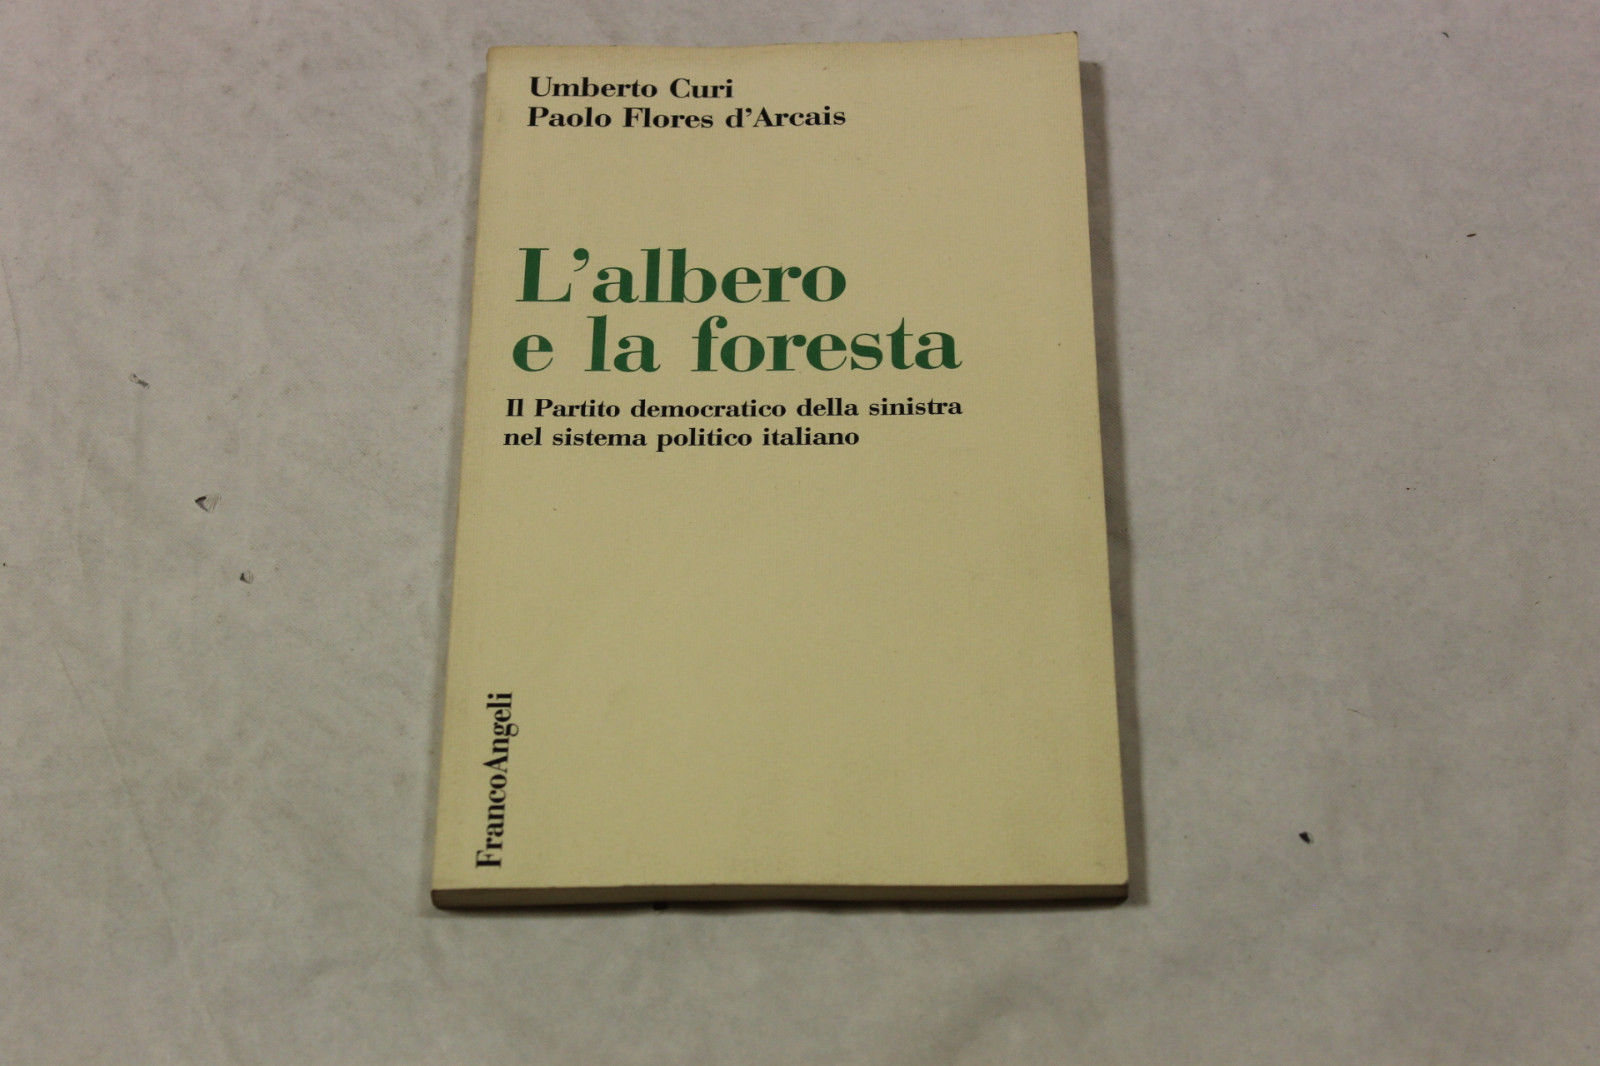 Umberto Curi
Paolo Flores d'Arcais
L'albero
e la foresta
Il Partito democratico della sinistra
nel sistema politico italiano
FrancoAngeli